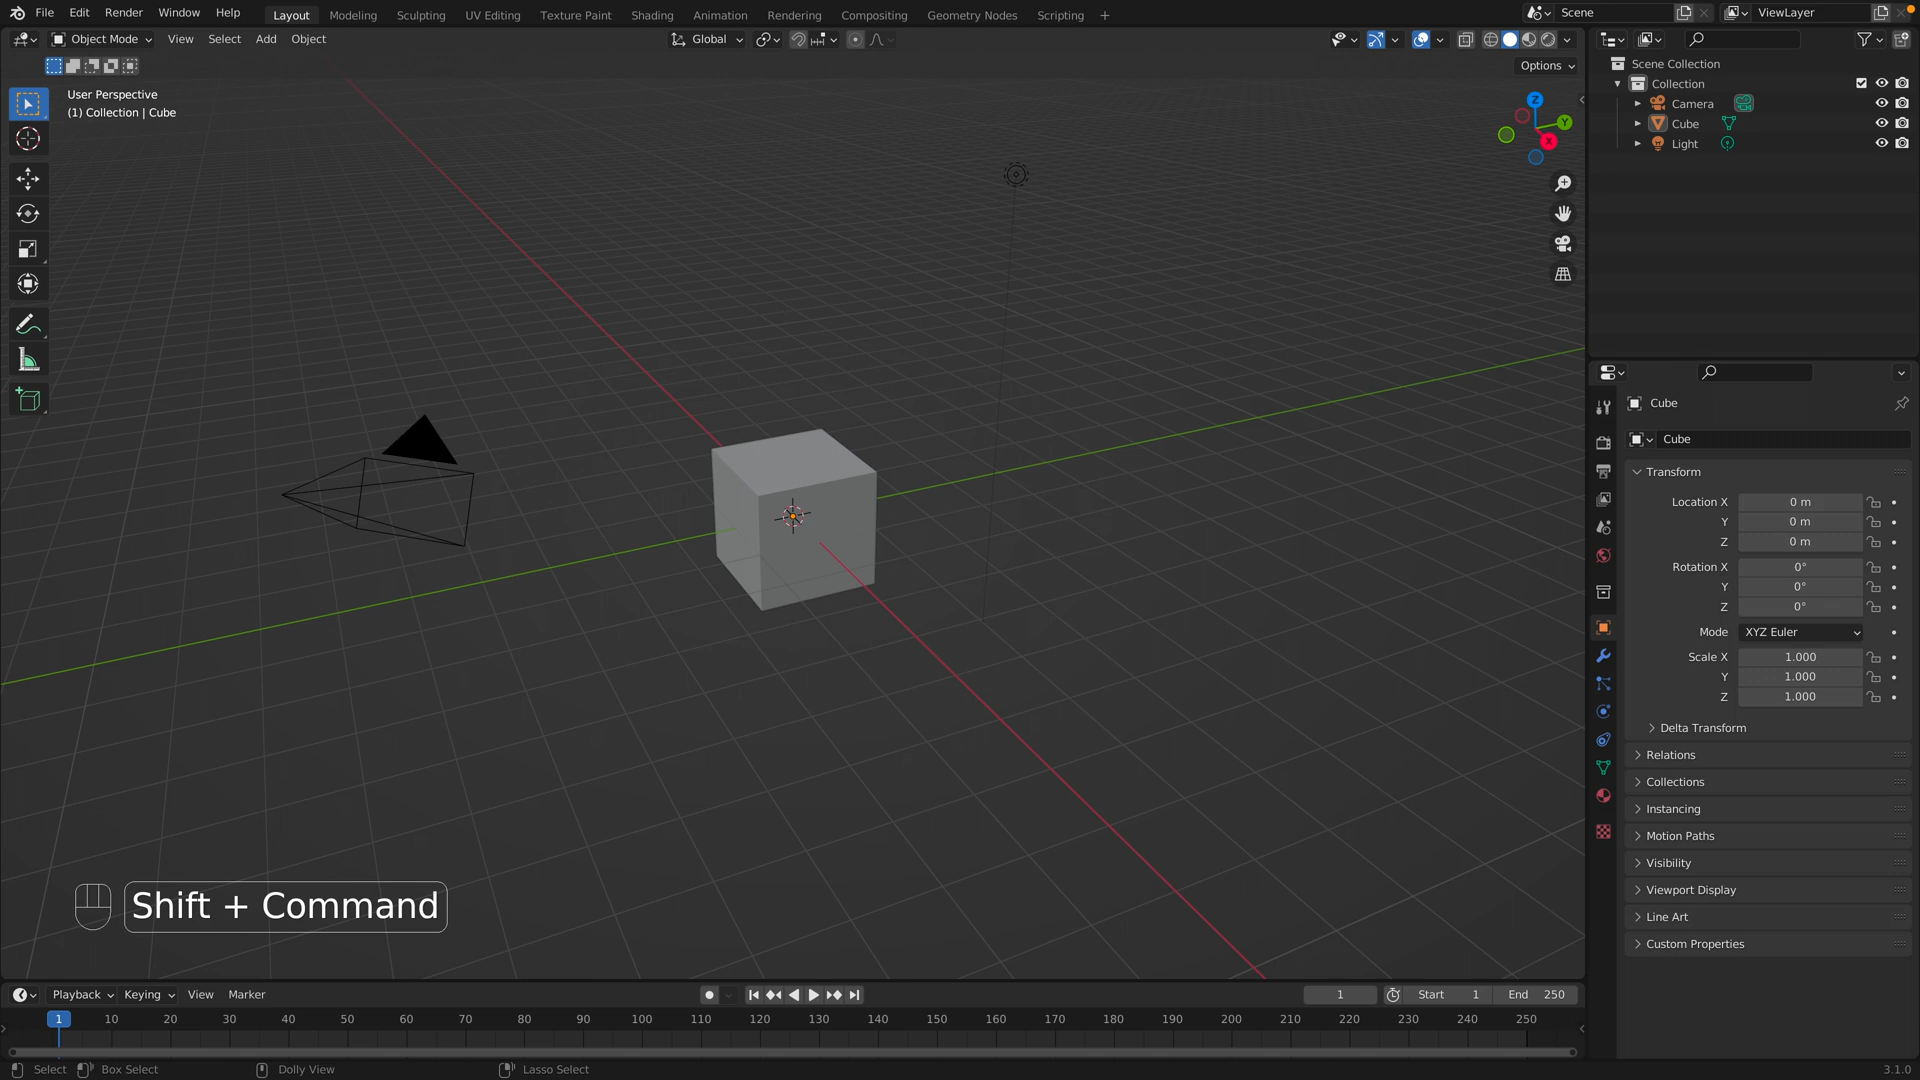 File Edit Render Window Help Layout Modeling Sculpting UV Editing Texture Paint Shading Animation Rendering Compositing Geometry Nodes Scripting + Scene ViewLayer
Object Mode View Select Add Object Global
Options
User Perspective
(1) Collection | Cube
Z
Y
X
Scene Collection
Collection
Camera
Cube
Light
Cube
Cube
Transform
Location X 0 m
Y 0 m
Z 0 m
Rotation X 0°
Y 0°
Z 0°
Mode XYZ Euler
Scale X 1.000
Y 1.000
Z 1.000
Delta Transform
Relations
Collections
Instancing
Motion Paths
Visibility
Viewport Display
Line Art
Custom Properties
Shift + Command
Playback Keying View Marker 1 Start 1 End 250
1 10 20 30 40 50 60 70 80 90 100 110 120 130 140 150 160 170 180 190 200 210 220 230 240 250
Select Box Select Dolly View Lasso Select 3.1.0